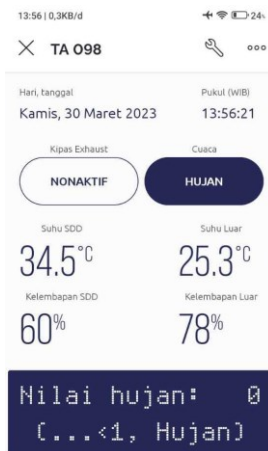 13:56 | 0,3KB/d 24
TA 098
Hari, tanggal Pukul (WIB)
Kamis, 30 Maret 2023 13:56:21
Kipas Exhaust Cuaca
NONAKTIF HUJAN
Suhu SDD Suhu Luar
34.5°C 25.3°C
Kelembapan SDD Kelembapan Luar
60% 78%
Nilai hujan: 0
(...<1, Hujan)